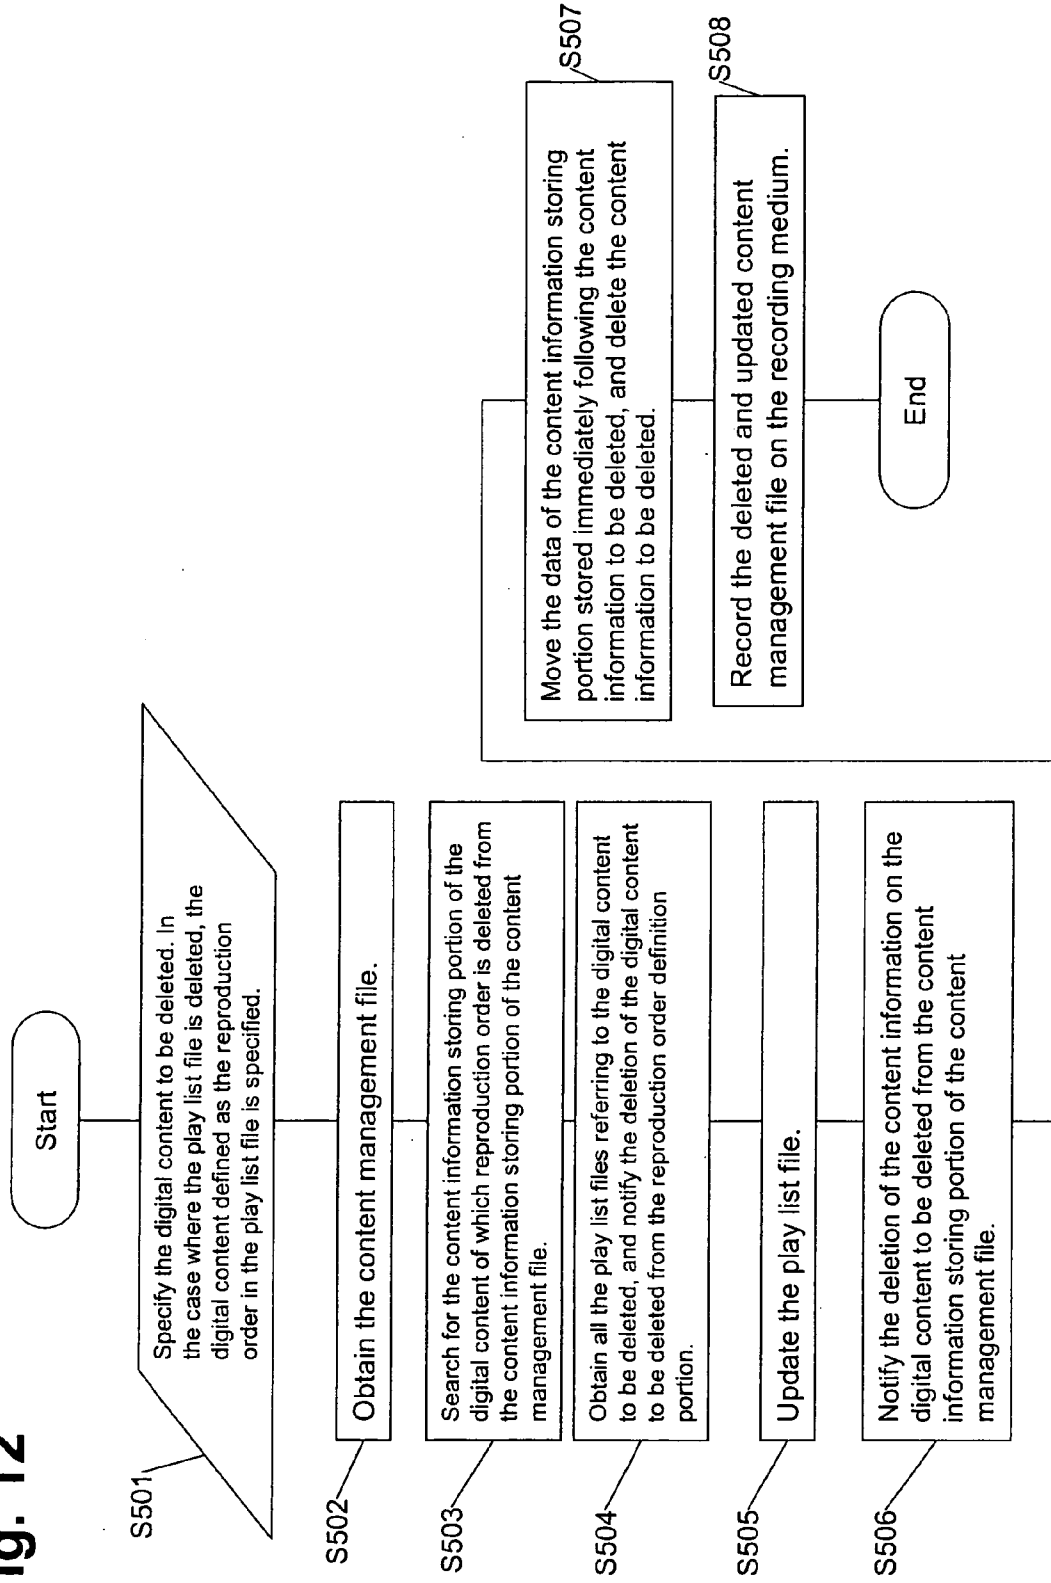 ig. 12
Start
S501
Specify the digital content to be deleted. In
the case where the play list file is deleted, the
digital content defined as the reproduction
order in the play list file is specified.
S502
Obtain the content management file.
S503
Search for the content information storing portion of the
digital content of which reproduction order is deleted from
the content information storing portion of the content
management file.
S504
Obtain all the play list files referring to the digital content
to be deleted, and notify the deletion of the digital content
to be deleted from the reproduction order definition
portion.
S505
Update the play list file.
S506
Notify the deletion of the content information on the
digital content to be deleted from the content
information storing portion of the content
management file.
S507
Move the data of the content information storing
portion stored immediately following the content
information to be deleted, and delete the content
information to be deleted.
S508
Record the deleted and updated content
management file on the recording medium.
End